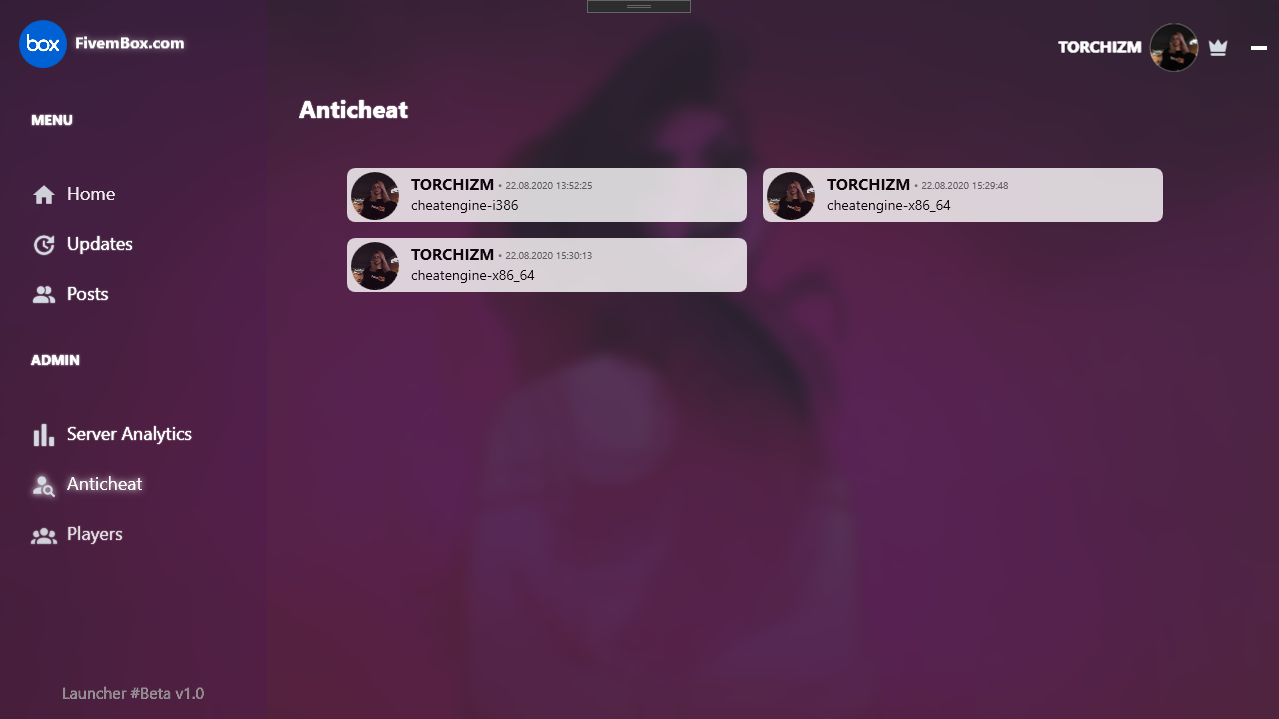 box FivemBox.com
TORCHIZM
MENU
Home
Updates
Posts
ADMIN
Server Analytics
Anticheat
Players
Launcher #Beta v1.0
Anticheat
TORCHIZM • 22.08.2020 13:52:25
cheatengine-i386
TORCHIZM • 22.08.2020 15:29:48
cheatengine-x86_64
TORCHIZM • 22.08.2020 15:30:13
cheatengine-x86_64